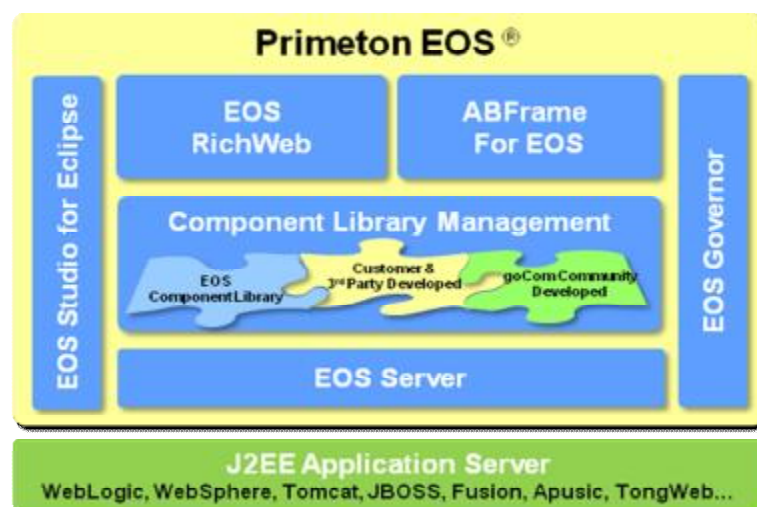 Primeton EOS ®
EOS Studio for Eclipse
EOS
RichWeb
ABFrame
For EOS
Component Library Management
EOS
Component Library
Customer &
3rd Party Developed
goCom Community
Developed
EOS Server
EOS Governor
J2EE Application Server
WebLogic, WebSphere, Tomcat, JBOSS, Fusion, Apusic, TongWeb...